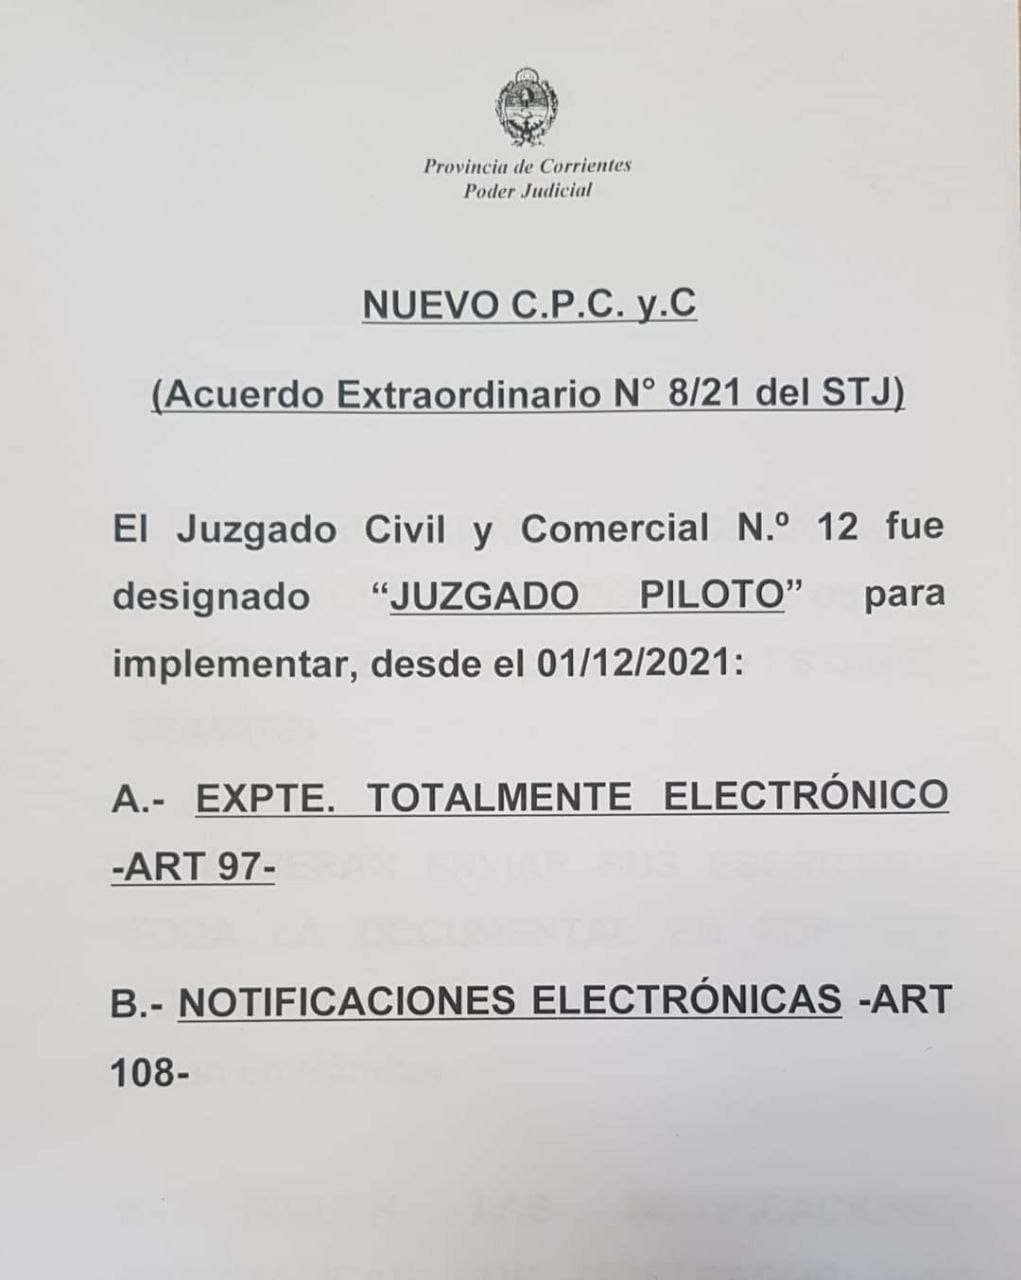 Provincia de Corrientes
Poder Judicial
NUEVO C.P.C. y.C
(Acuerdo Extraordinario N° 8/21 del STJ)
El Juzgado Civil y Comercial N.º 12 fue
designado “JUZGADO PILOTO” para
implementar, desde el 01/12/2021:
A.- EXPTE. TOTALMENTE ELECTRÓNICO
-ART 97-
B.- NOTIFICACIONES ELECTRÓNICAS -ART
108-